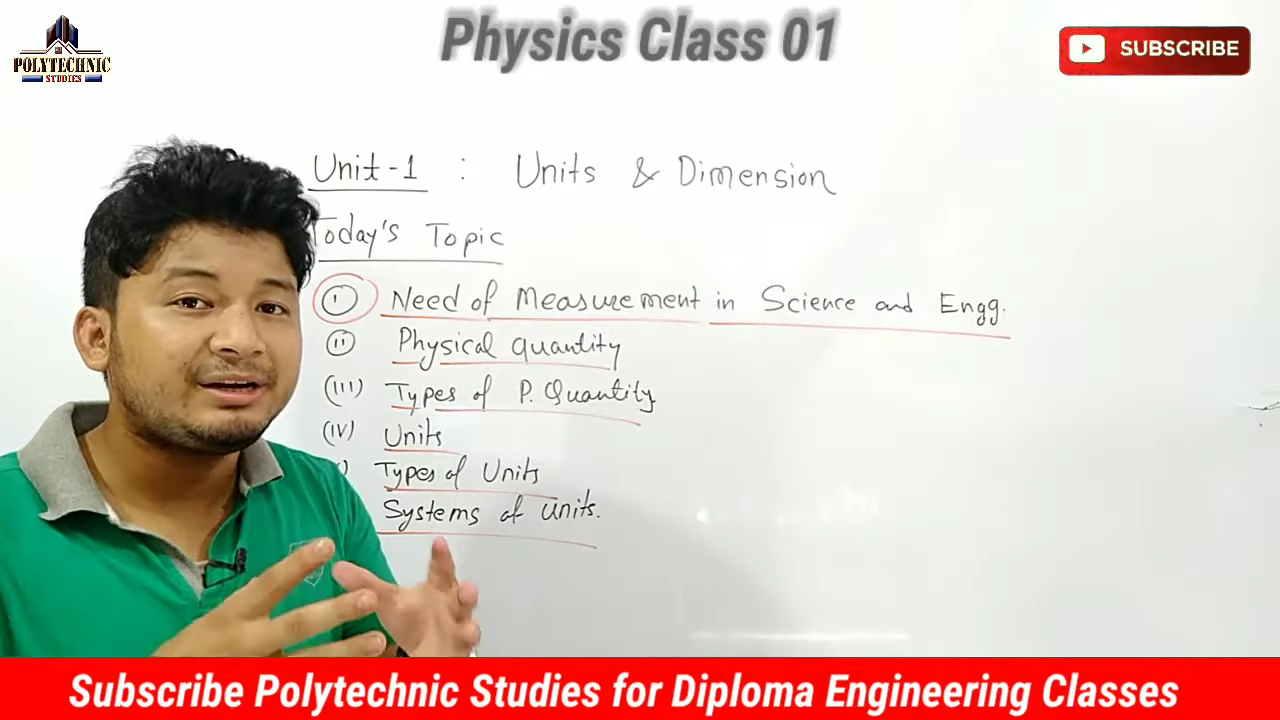 POLYTECHNIC
STUDIES
Physics Class 01
SUBSCRIBE
Unit-1 : Units & Dimension
Today's Topic
(i) Need of Measurement in Science and Engg.
(ii) Physical quantity
(III) Types of P. Quantity
(IV) Units
Types of Units
Systems of Units.
Subscribe Polytechnic Studies for Diploma Engineering Classes